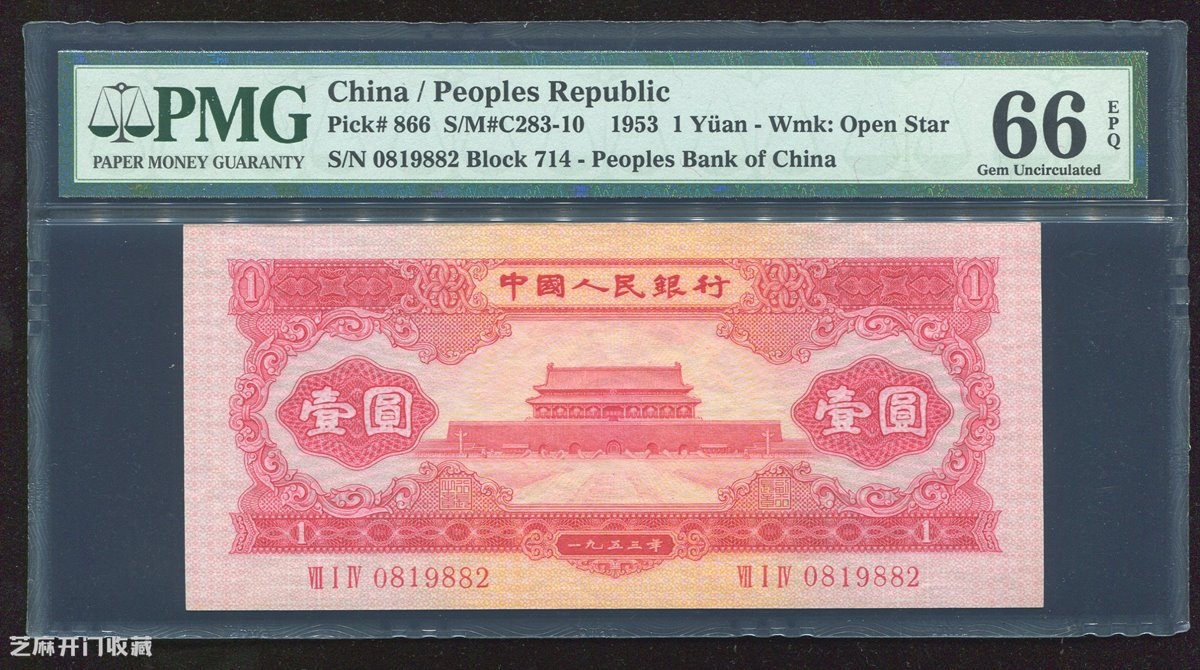 PMG
PAPER MONEY GUARANTY
China / Peoples Republic
Pick# 866 S/M#C283-10 1953 1 Yüan - Wmk: Open Star
S/N 0819882 Block 714 - Peoples Bank of China
66 EPQ
Gem Uncirculated
1 中國人民銀行 1
壹圓 壹圓
1 一九五三年 1
Ⅶ Ⅰ Ⅳ 0819882 Ⅶ Ⅰ Ⅳ 0819882
芝麻开门收藏